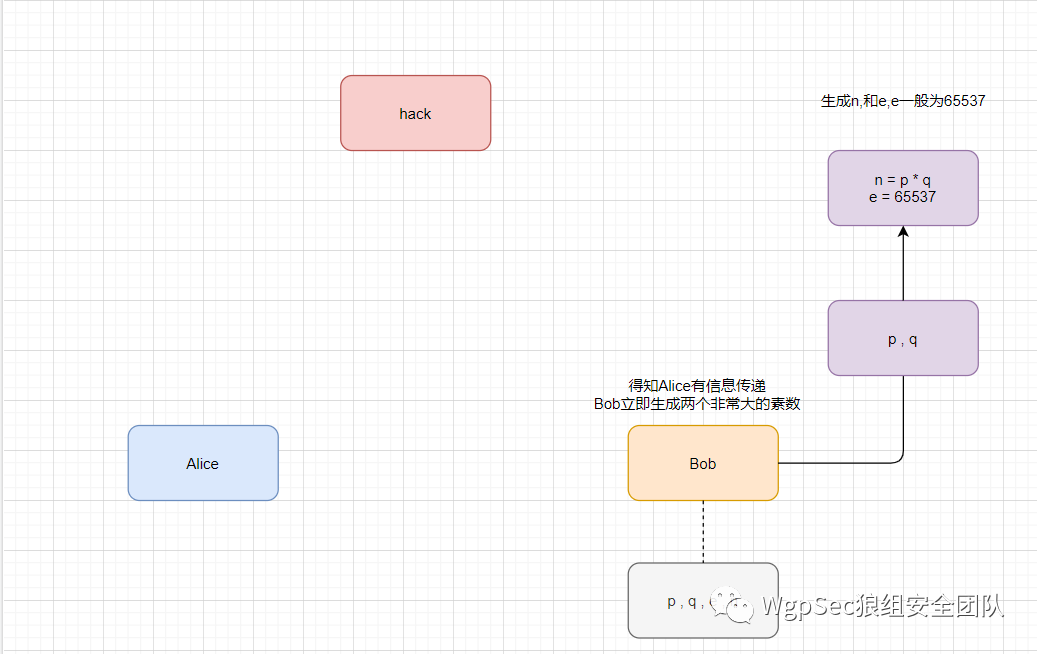 hack
生成n,和e,e一般为65537
n = p * q
e = 65537
p , q
得知Alice有信息传递
Bob立即生成两个非常大的素数
Alice
Bob
p , q ,
WgpSec狼组安全团队